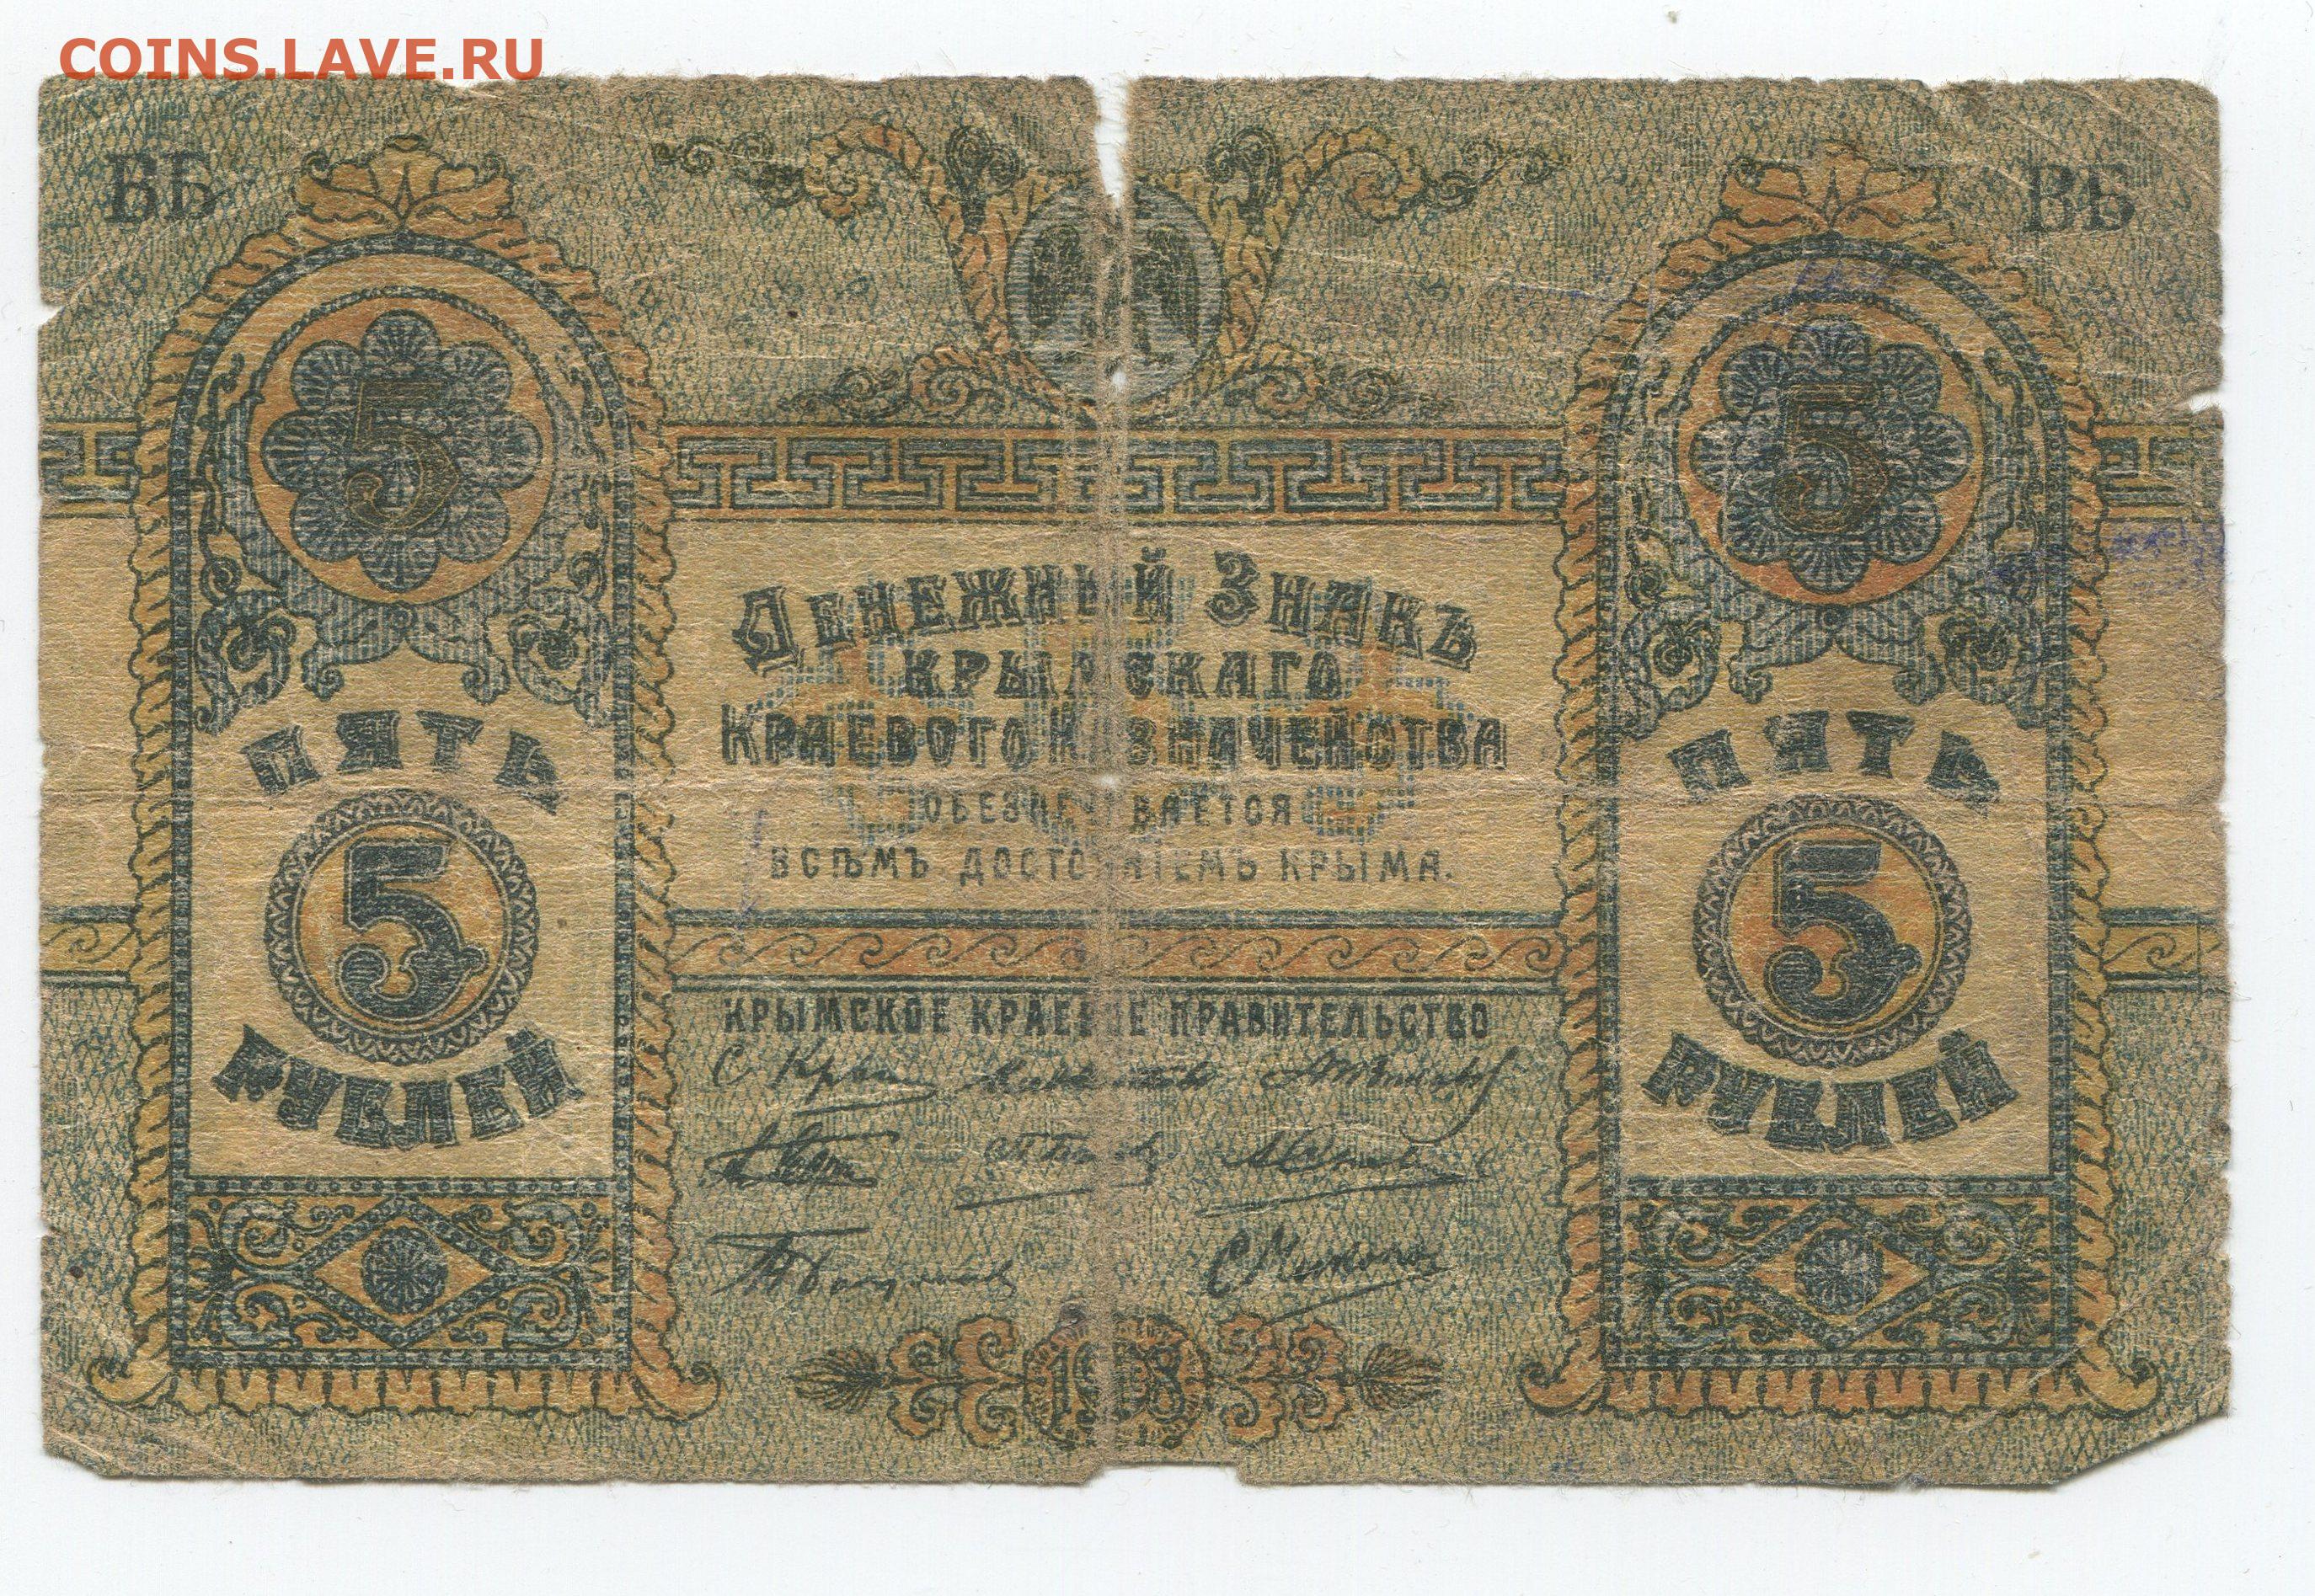 COINS.LAVE.RU
ВБ ВБ
5 5
Денежный Знакъ
Крымскаго
Краевого Казначейства
обезпечивается
всѣмъ достояніемъ Крыма.
ПЯТЬ ПЯТЬ
5 5
РУБЛЕЙ РУБЛЕЙ
КРЫМСКОЕ КРАЕВОЕ ПРАВИТЕЛЬСТВО
1918